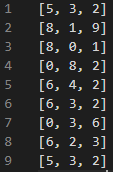 1 [5, 3, 2]
2 [8, 1, 9]
3 [8, 0, 1]
4 [0, 8, 2]
5 [6, 4, 2]
6 [6, 3, 2]
7 [0, 3, 6]
8 [6, 2, 3]
9 [5, 3, 2]